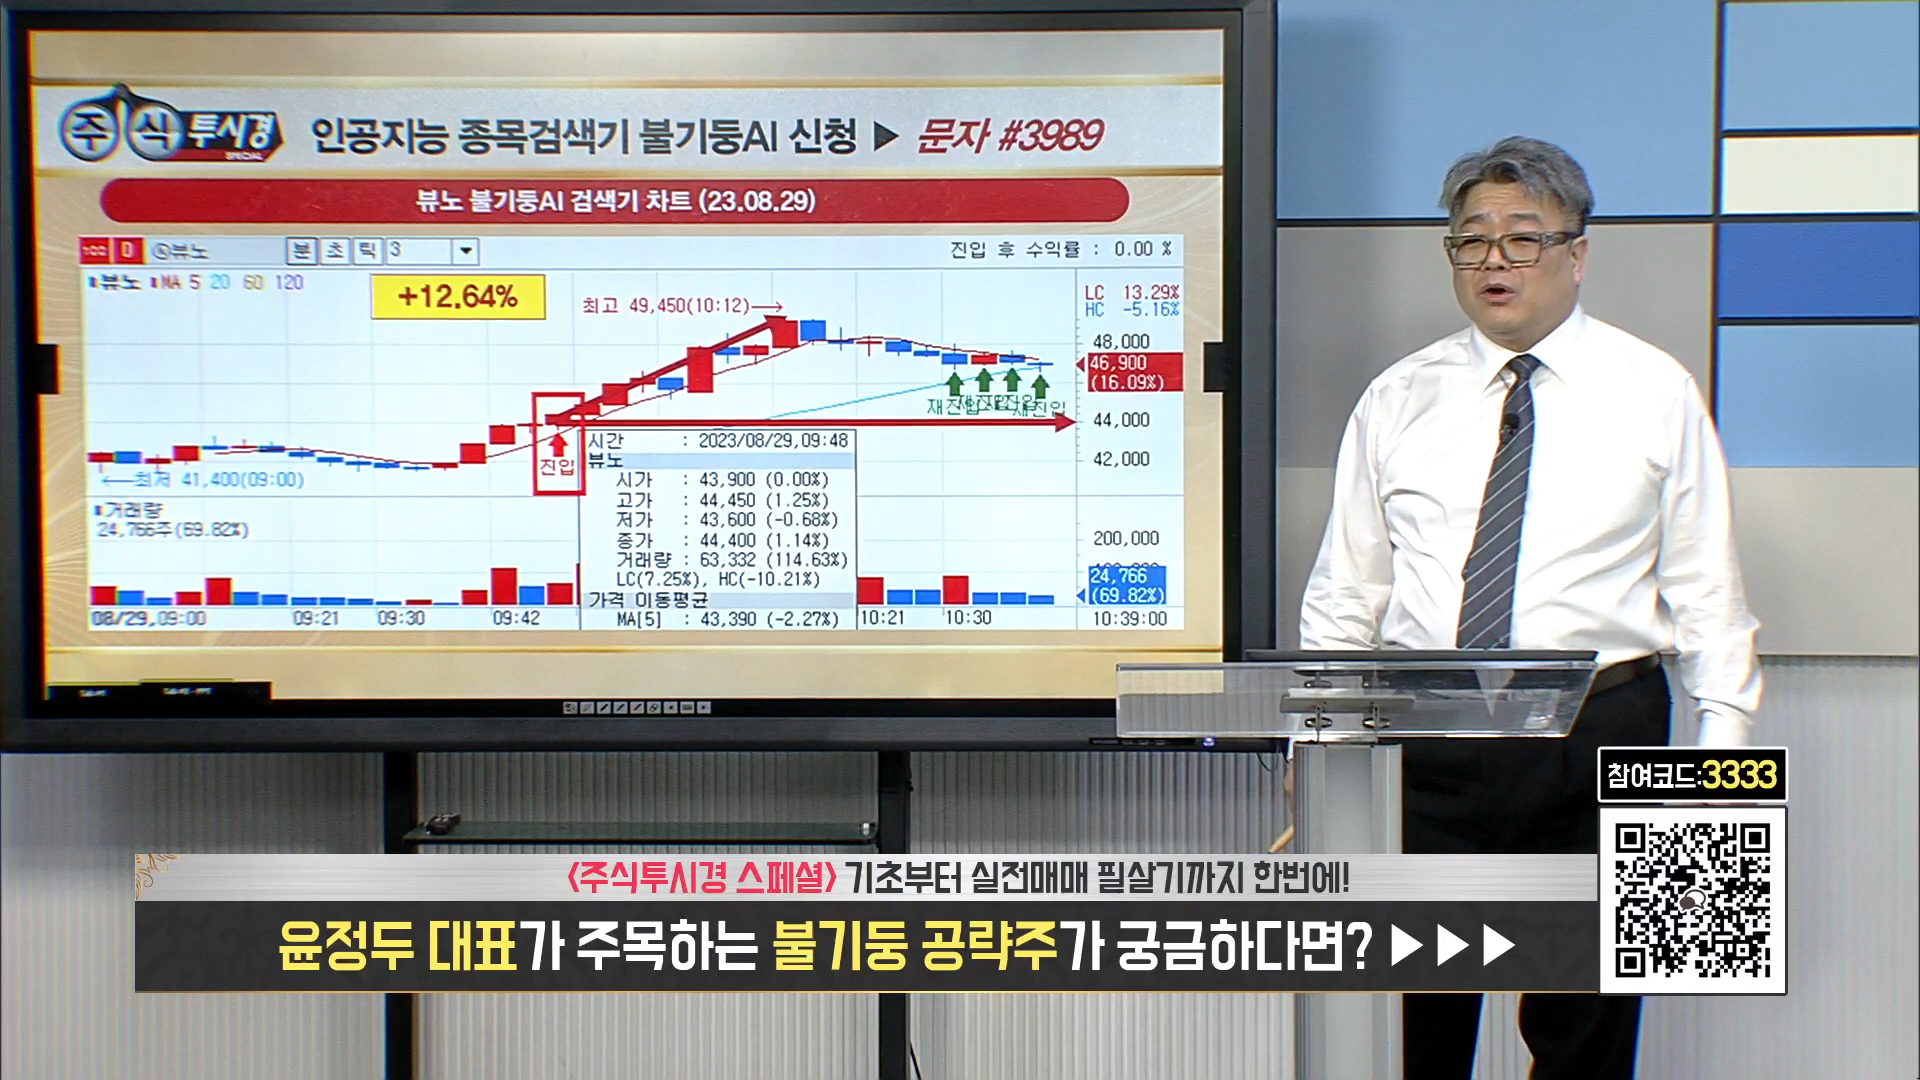 주식투시경 SPECIAL
인공지능 종목검색기 불기둥AI 신청 ▶ 문자 #3989
뷰노 불기둥AI 검색기 차트 (23.08.29)
뷰노 분 초 틱 3 진입 후 수익률 : 0.00 %
뷰노 MA 5 20 60 120
+12.64%
최고 49,450(10:12)→
LC 13.29%
HC -5.16%
48,000
46,900
(16.09%)
44,000
42,000
재진입
진입
←최저 41,400(09:00)
시간 : 2023/08/29,09:48
뷰노
시가 : 43,900 (0.00%)
고가 : 44,450 (1.25%)
저가 : 43,600 (-0.68%)
종가 : 44,400 (1.14%)
거래량 : 63,332 (114.63%)
LC(7.25%), HC(-10.21%)
가격 이동평균
MA[5] : 43,390 (-2.27%)
거래량
24,766주(69.82%)
200,000
24,766
(69.82%)
08/29,09:00 09:21 09:30 09:42 10:21 10:30 10:39:00
참여코드:3333
<주식투시경 스페셜> 기초부터 실전매매 필살기까지 한번에!
윤정두 대표가 주목하는 불기둥 공략주가 궁금하다면? ▶▶▶